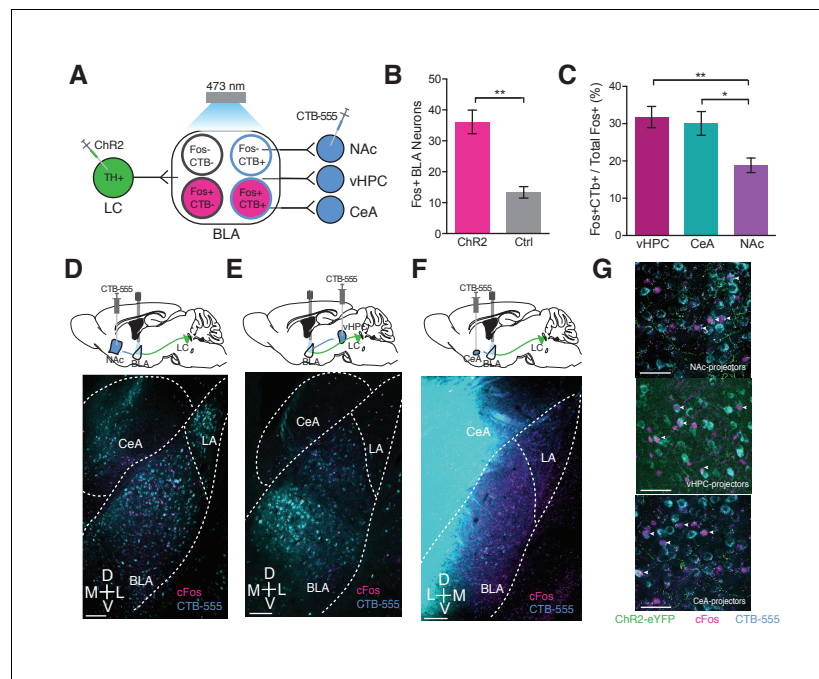 A
473 nm
ChR2
TH+
LC
Fos-
CTB-
Fos-
CTB+
Fos+
CTB-
Fos+
CTB+
BLA
CTB-555
NAc
vHPC
CeA
B
Fos+ BLA Neurons
50
40
30
20
10
0
**
ChR2
Ctrl
C
Fos+CTb+ / Total Fos+ (%)
40
30
20
10
0
**
*
vHPC
CeA
NAc
D
CTB-555
NAc
BLA
LC
CeA
LA
BLA
D
M L
V
cFos
CTB-555
E
CTB-555
vHPC
LC
BLA
CeA
LA
BLA
D
M L
V
cFos
CTB-555
F
CTB-555
CeA
BLA
LC
CeA
LA
BLA
D
L M
V
cFos
CTB-555
G
NAc-projectors
vHPC-projectors
CeA-projectors
ChR2-eYFP cFos CTB-555